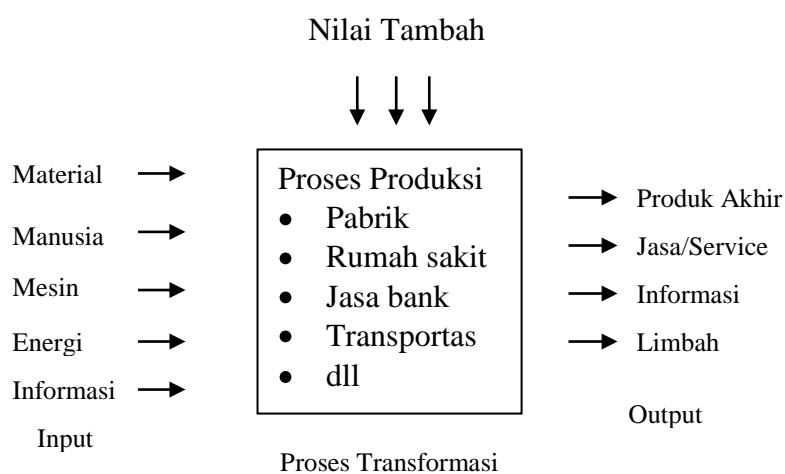 Nilai Tambah
Material
Manusia
Mesin
Energi
Informasi
Input
Proses Produksi
• Pabrik
• Rumah sakit
• Jasa bank
• Transportas
• dll
Proses Transformasi
Produk Akhir
Jasa/Service
Informasi
Limbah
Output